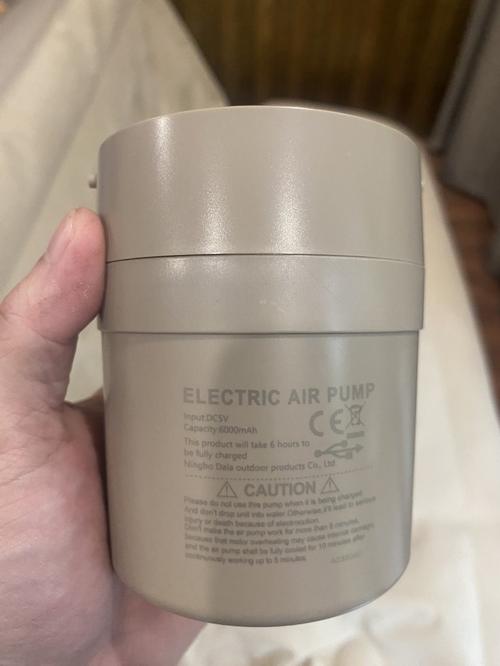 ELECTRIC AIR PUMP
Input:DC5V
Capacity:6000mAh
CE
This product will take 6 hours to
be fully charged
Ningbo Dala outdoor products Co., Ltd
CAUTION
Please do not use this pump when it is being charged
And don't drop unit into water.Otherwise,it'll lead to serious
injury or death because of electrocution.
Don't make the air pump work for more than 5 minutes,
because that motor overheating may cause internal damages,
and the air pump shall be fully cooled for 10 minutes after
continuously working up to 5 minutes.